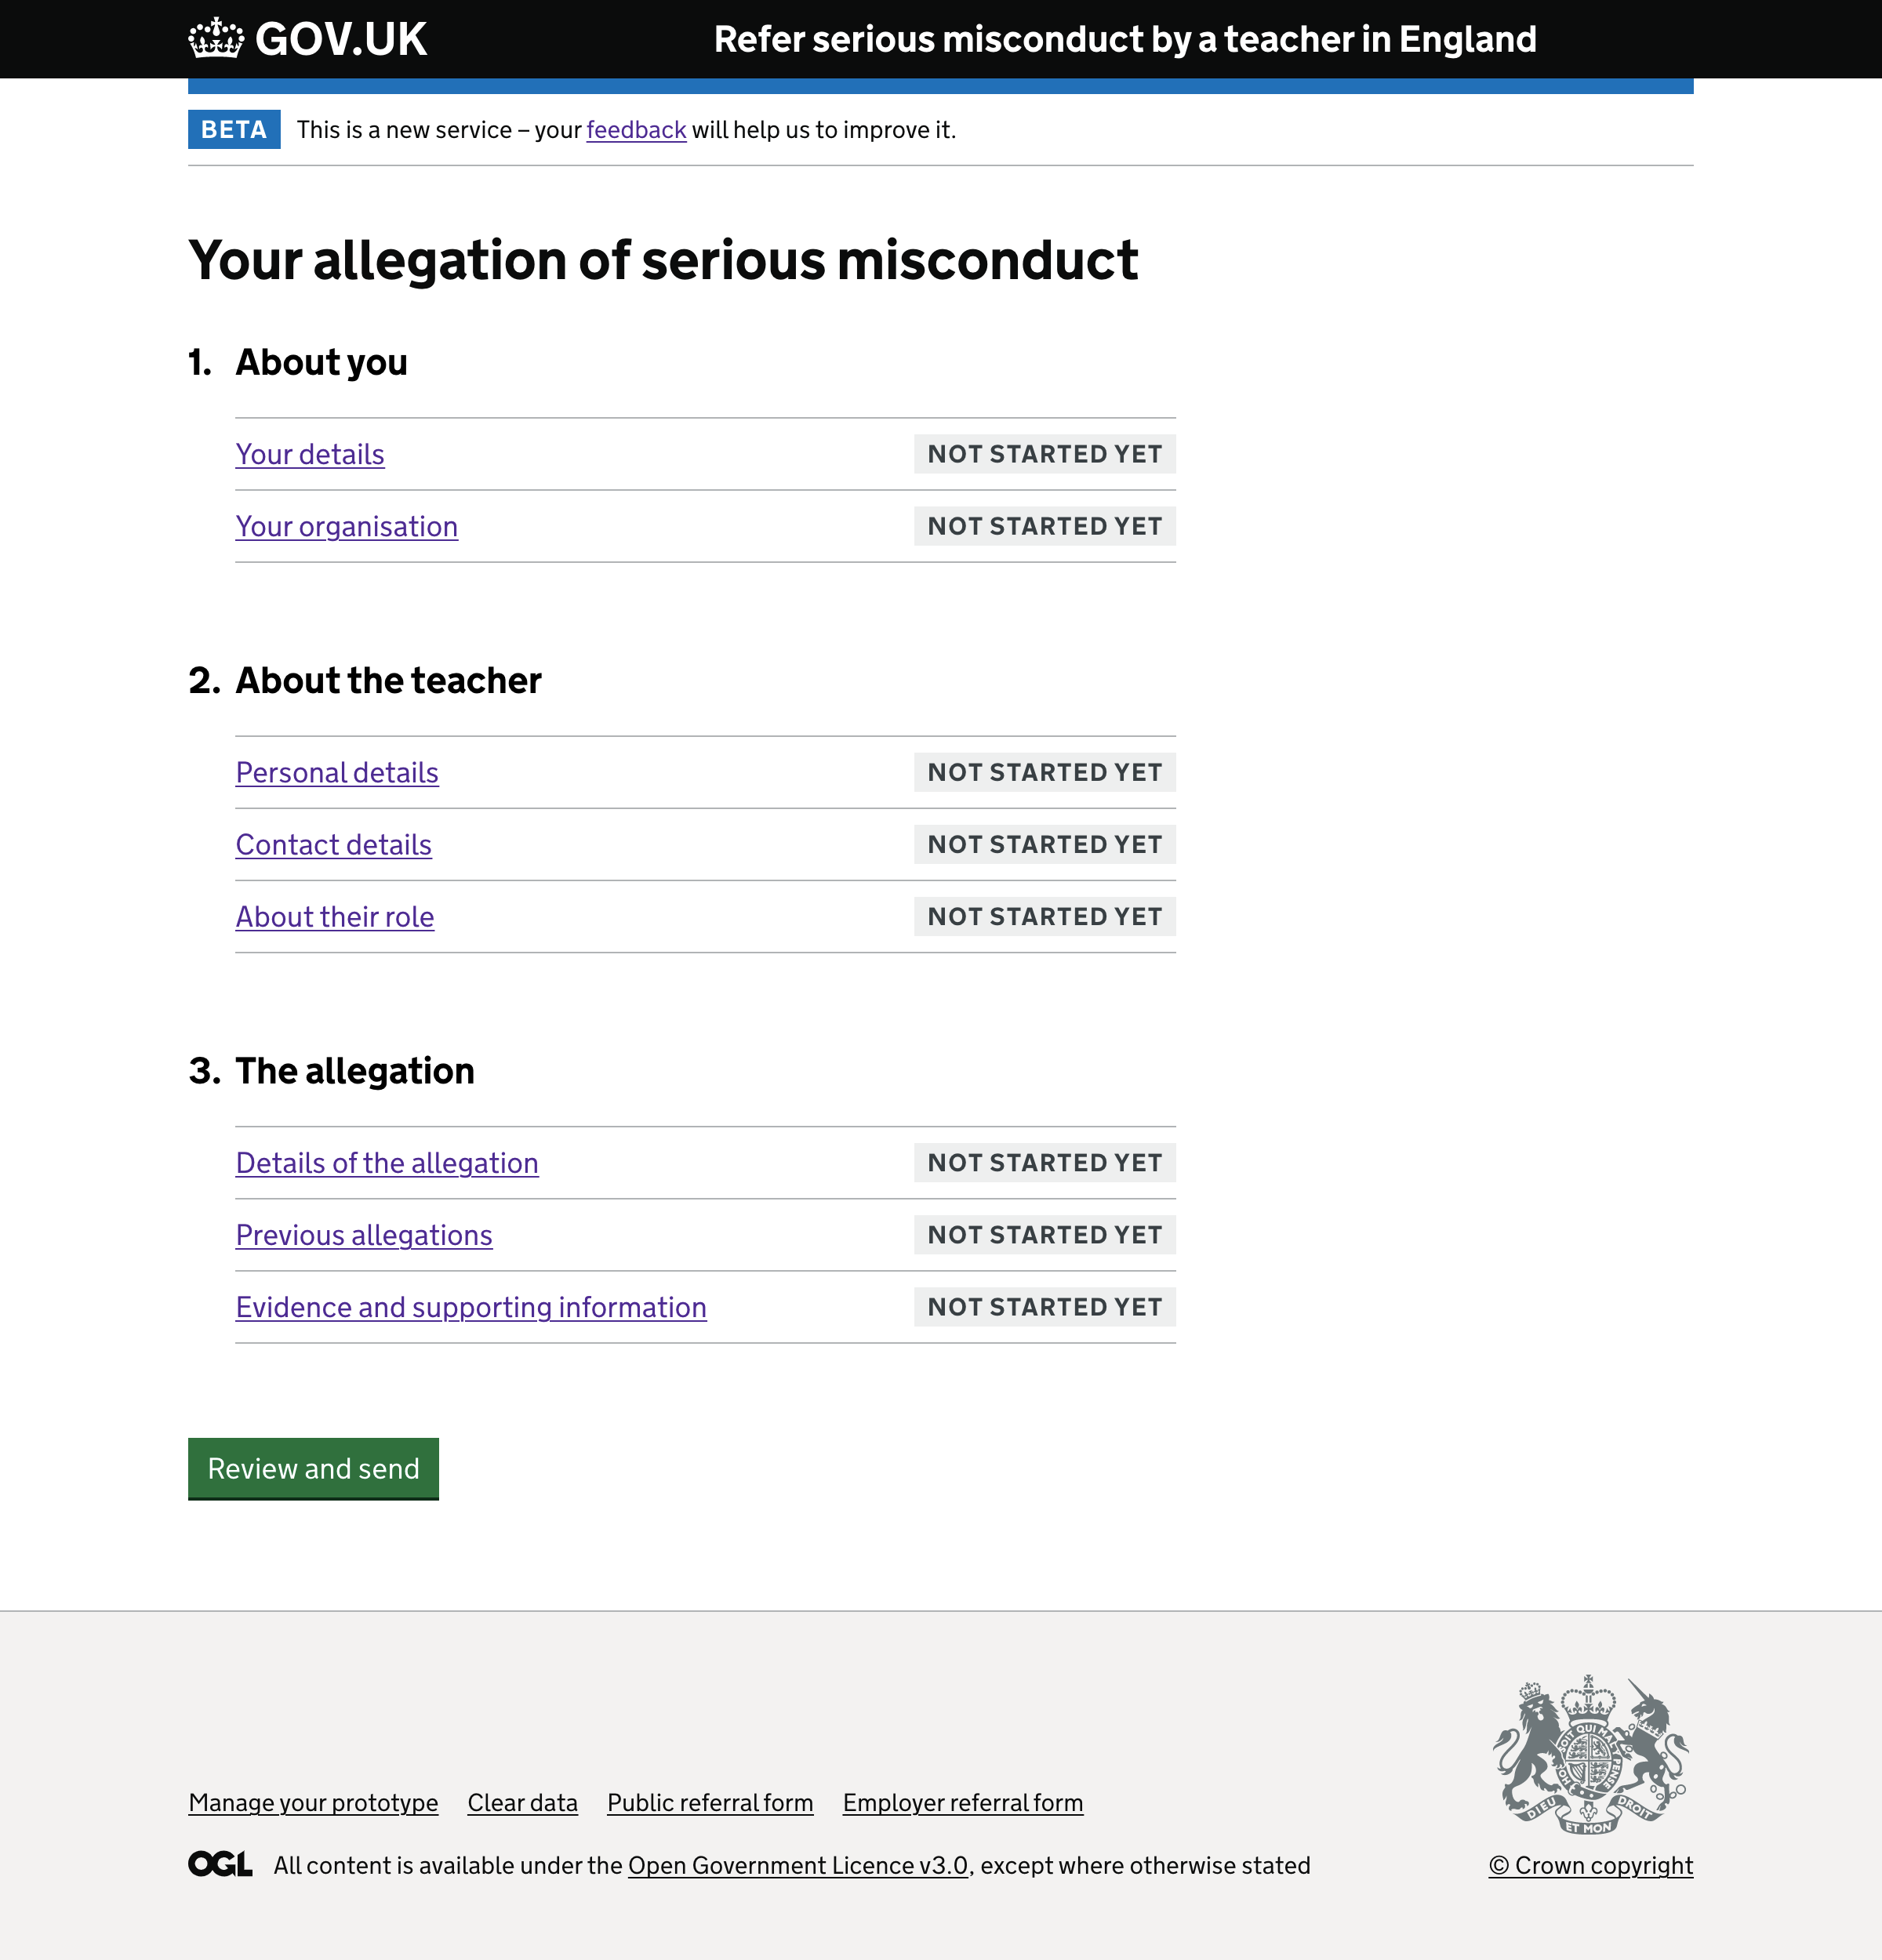 GOV.UK
Refer serious misconduct by a teacher in England
BETA This is a new service – your feedback will help us to improve it.
Your allegation of serious misconduct
1. About you
Your details NOT STARTED YET
Your organisation NOT STARTED YET
2. About the teacher
Personal details NOT STARTED YET
Contact details NOT STARTED YET
About their role NOT STARTED YET
3. The allegation
Details of the allegation NOT STARTED YET
Previous allegations NOT STARTED YET
Evidence and supporting information NOT STARTED YET
Review and send
Manage your prototype Clear data Public referral form Employer referral form
DIEU ET MON DROIT
OGL All content is available under the Open Government Licence v3.0, except where otherwise stated
© Crown copyright